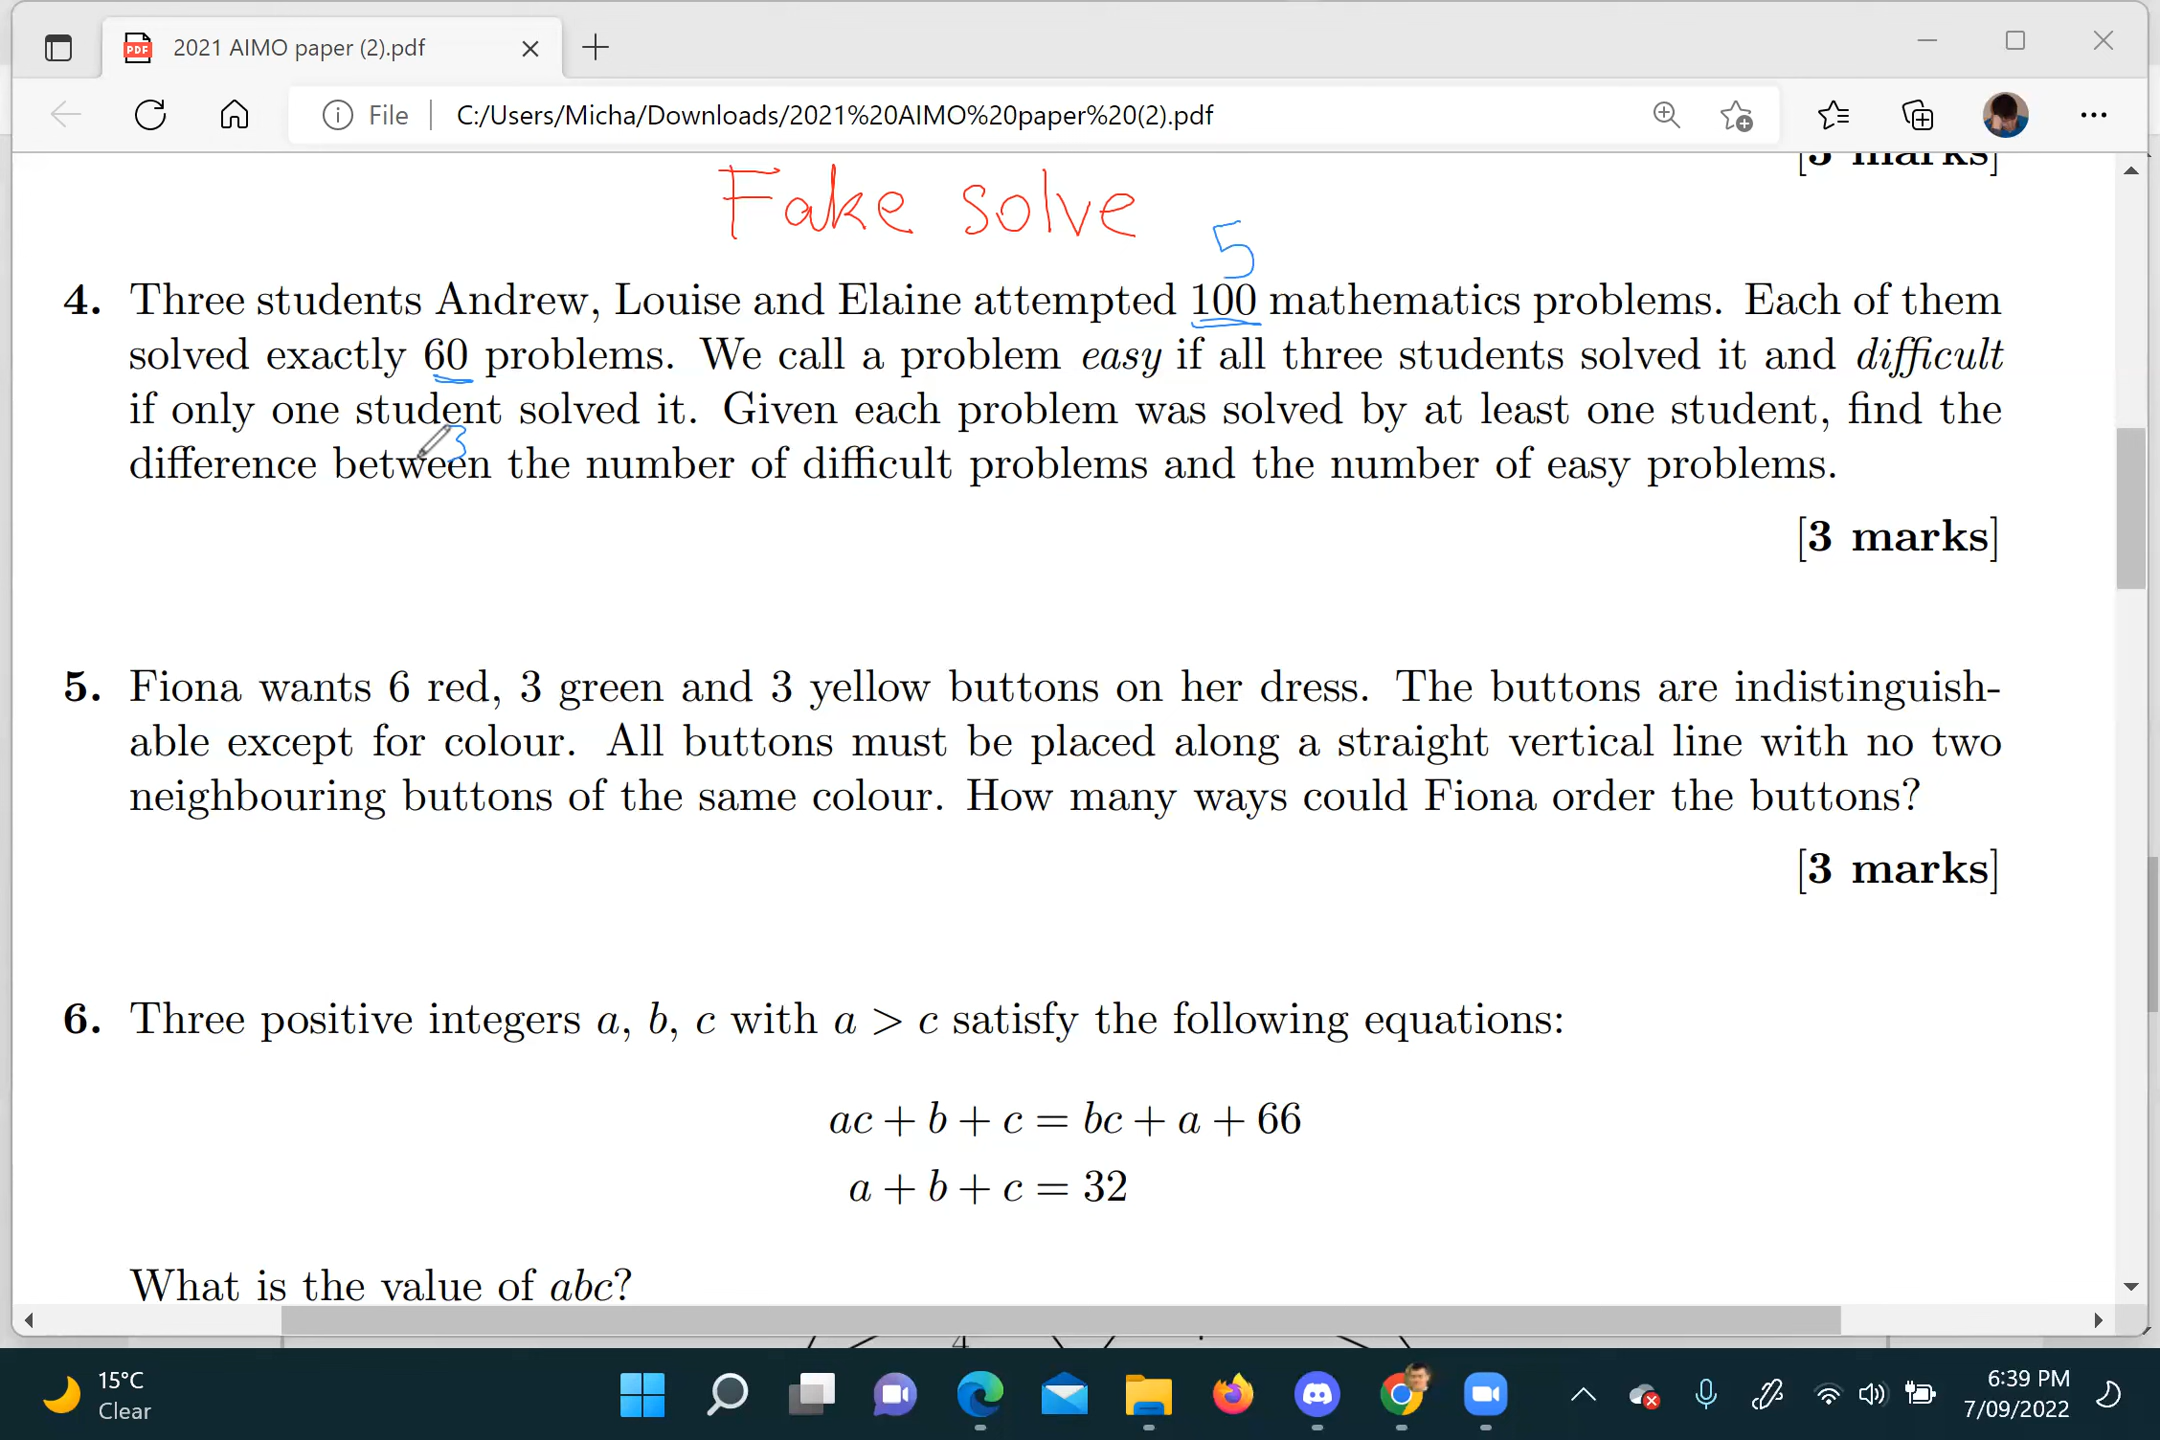 2021 AIMO paper (2).pdf
File C:/Users/Micha/Downloads/2021%20AIMO%20paper%20(2).pdf
[3 marks]
Fake solve
5
4. Three students Andrew, Louise and Elaine attempted 100 mathematics problems. Each of them
solved exactly 60 problems. We call a problem easy if all three students solved it and difficult
if only one student solved it. Given each problem was solved by at least one student, find the
3
difference between the number of difficult problems and the number of easy problems.
[3 marks]
5. Fiona wants 6 red, 3 green and 3 yellow buttons on her dress. The buttons are indistinguish-
able except for colour. All buttons must be placed along a straight vertical line with no two
neighbouring buttons of the same colour. How many ways could Fiona order the buttons?
[3 marks]
6. Three positive integers a, b, c with a > c satisfy the following equations:
ac + b + c = bc + a + 66
a + b + c = 32
What is the value of abc?
15°C
Clear
6:39 PM
7/09/2022